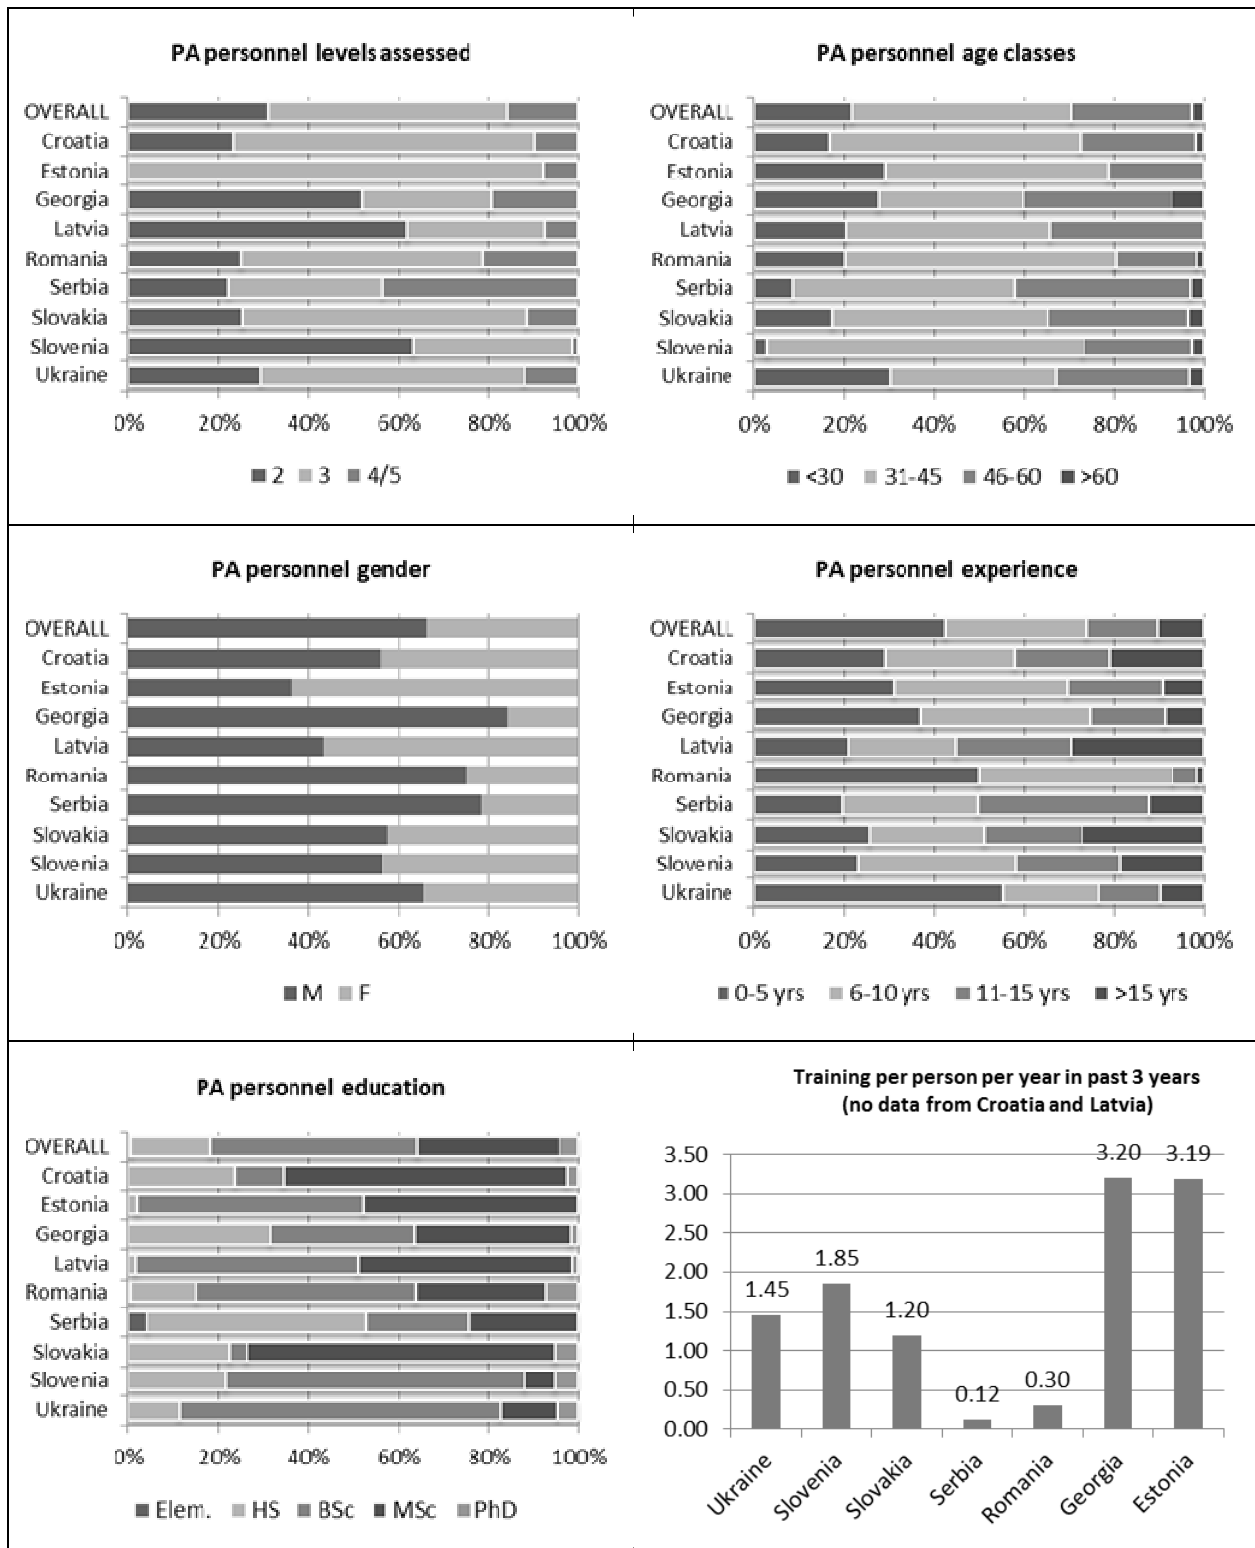 PA personnel levels assessed
OVERALL
Croatia
Estonia
Georgia
Latvia
Romania
Serbia
Slovakia
Slovenia
Ukraine
0% 20% 40% 60% 80% 100%
2 3 4/5
PA personnel age classes
OVERALL
Croatia
Estonia
Georgia
Latvia
Romania
Serbia
Slovakia
Slovenia
Ukraine
0% 20% 40% 60% 80% 100%
<30 31-45 46-60 >60
PA personnel gender
OVERALL
Croatia
Estonia
Georgia
Latvia
Romania
Serbia
Slovakia
Slovenia
Ukraine
0% 20% 40% 60% 80% 100%
M F
PA personnel experience
OVERALL
Croatia
Estonia
Georgia
Latvia
Romania
Serbia
Slovakia
Slovenia
Ukraine
0% 20% 40% 60% 80% 100%
0-5 yrs 6-10 yrs 11-15 yrs >15 yrs
PA personnel education
OVERALL
Croatia
Estonia
Georgia
Latvia
Romania
Serbia
Slovakia
Slovenia
Ukraine
0% 20% 40% 60% 80% 100%
Elem. HS BSc MSc PhD
Training per person per year in past 3 years
(no data from Croatia and Latvia)
3.50
3.00
2.50
2.00
1.50
1.00
0.50
0.00
1.45 1.85 1.20 0.12 0.30 3.20 3.19
Ukraine Slovenia Slovakia Serbia Romania Georgia Estonia